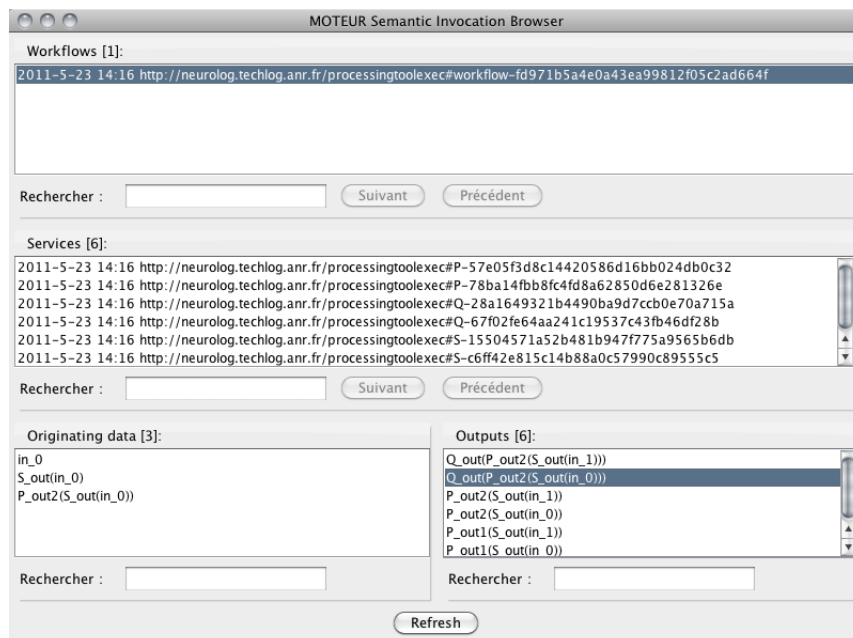 MOTEUR Semantic Invocation Browser
Workflows [1]:
2011-5-23 14:16 http://neurolog.techlog.anr.fr/processingtoolexec#workflow-fd971b5a4e0a43ea99812f05c2ad664f
Rechercher :
Suivant
Précédent
Services [6]:
2011-5-23 14:16 http://neurolog.techlog.anr.fr/processingtoolexec#P-57e05f3d8c14420586d16bb024db0c32
2011-5-23 14:16 http://neurolog.techlog.anr.fr/processingtoolexec#P-78ba14fbb8fc4fd8a62850d6e281326e
2011-5-23 14:16 http://neurolog.techlog.anr.fr/processingtoolexec#Q-28a1649321b4490ba9d7ccb0e70a715a
2011-5-23 14:16 http://neurolog.techlog.anr.fr/processingtoolexec#Q-67f02fe64aa241c19537c43fb46df28b
2011-5-23 14:16 http://neurolog.techlog.anr.fr/processingtoolexec#S-15504571a52b481b947f775a9565b6db
2011-5-23 14:16 http://neurolog.techlog.anr.fr/processingtoolexec#S-c6ff42e815c14b88a0c57990c89555c5
Rechercher :
Suivant
Précédent
Originating data [3]:
in_0
S_out(in_0)
P_out2(S_out(in_0))
Rechercher :
Outputs [6]:
Q_out(P_out2(S_out(in_1)))
Q_out(P_out2(S_out(in_0)))
P_out2(S_out(in_1))
P_out2(S_out(in_0))
P_out1(S_out(in_1))
P_out1(S_out(in_0))
Rechercher :
Refresh